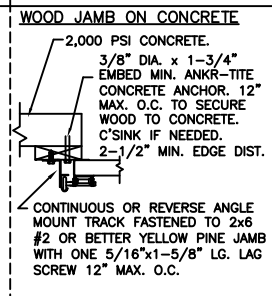 WOOD JAMB ON CONCRETE
2,000 PSI CONCRETE.
3/8" DIA. x 1-3/4"
EMBED MIN. ANKR-TITE
CONCRETE ANCHOR. 12"
MAX. O.C. TO SECURE
WOOD TO CONCRETE.
C'SINK IF NEEDED.
2-1/2" MIN. EDGE DIST.
CONTINUOUS OR REVERSE ANGLE
MOUNT TRACK FASTENED TO 2x6
#2 OR BETTER YELLOW PINE JAMB
WITH ONE 5/16"x1-5/8" LG. LAG
SCREW 12" MAX. O.C.